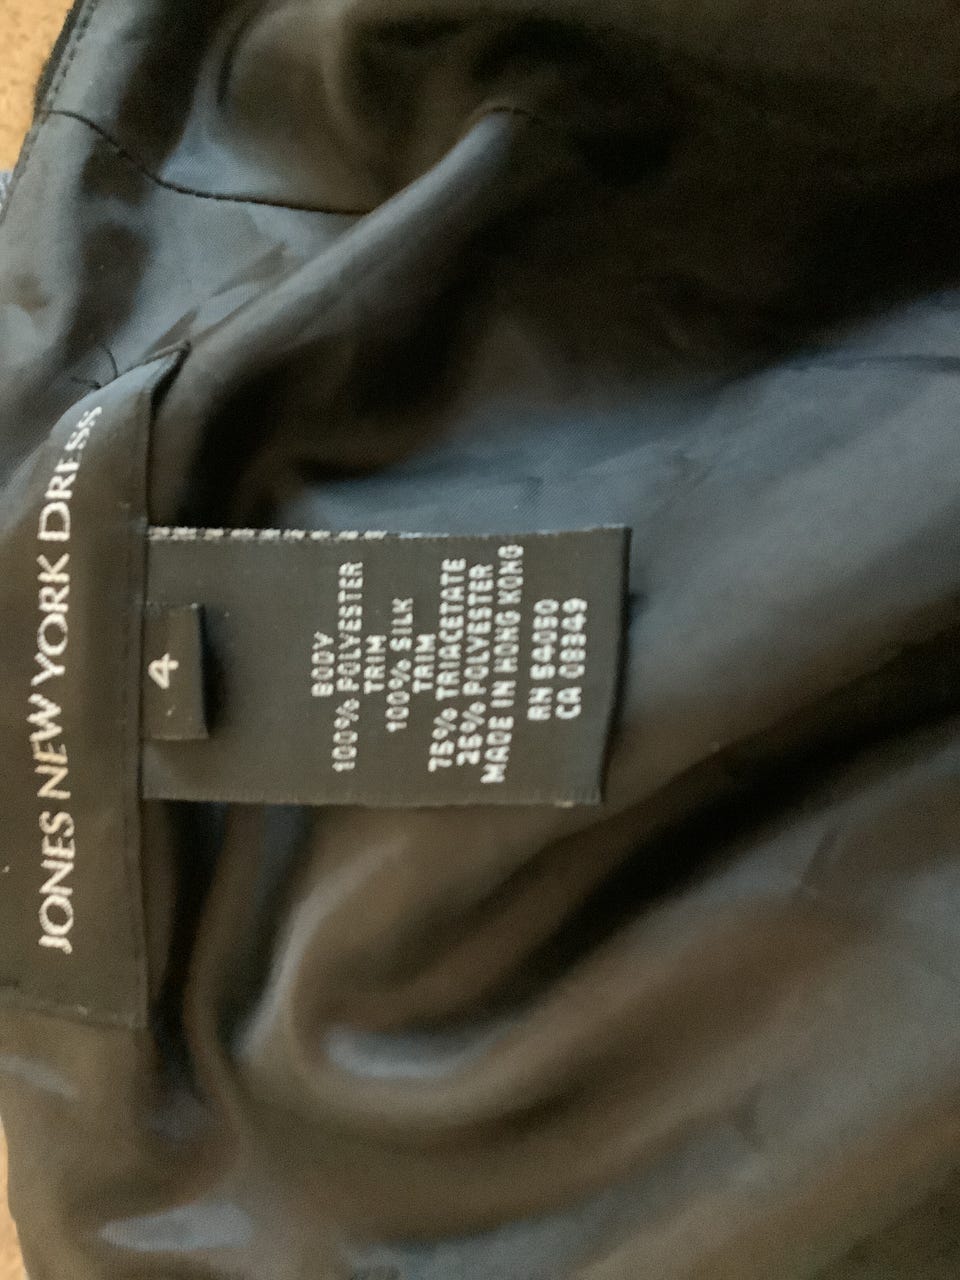 JONES NEW YORK DRESS
4
BODY
100% POLYESTER
TRIM
100% SILK
TRIM
75% TRIACETATE
25% POLYESTER
MADE IN HONG KONG
RN 54050
CA 08349